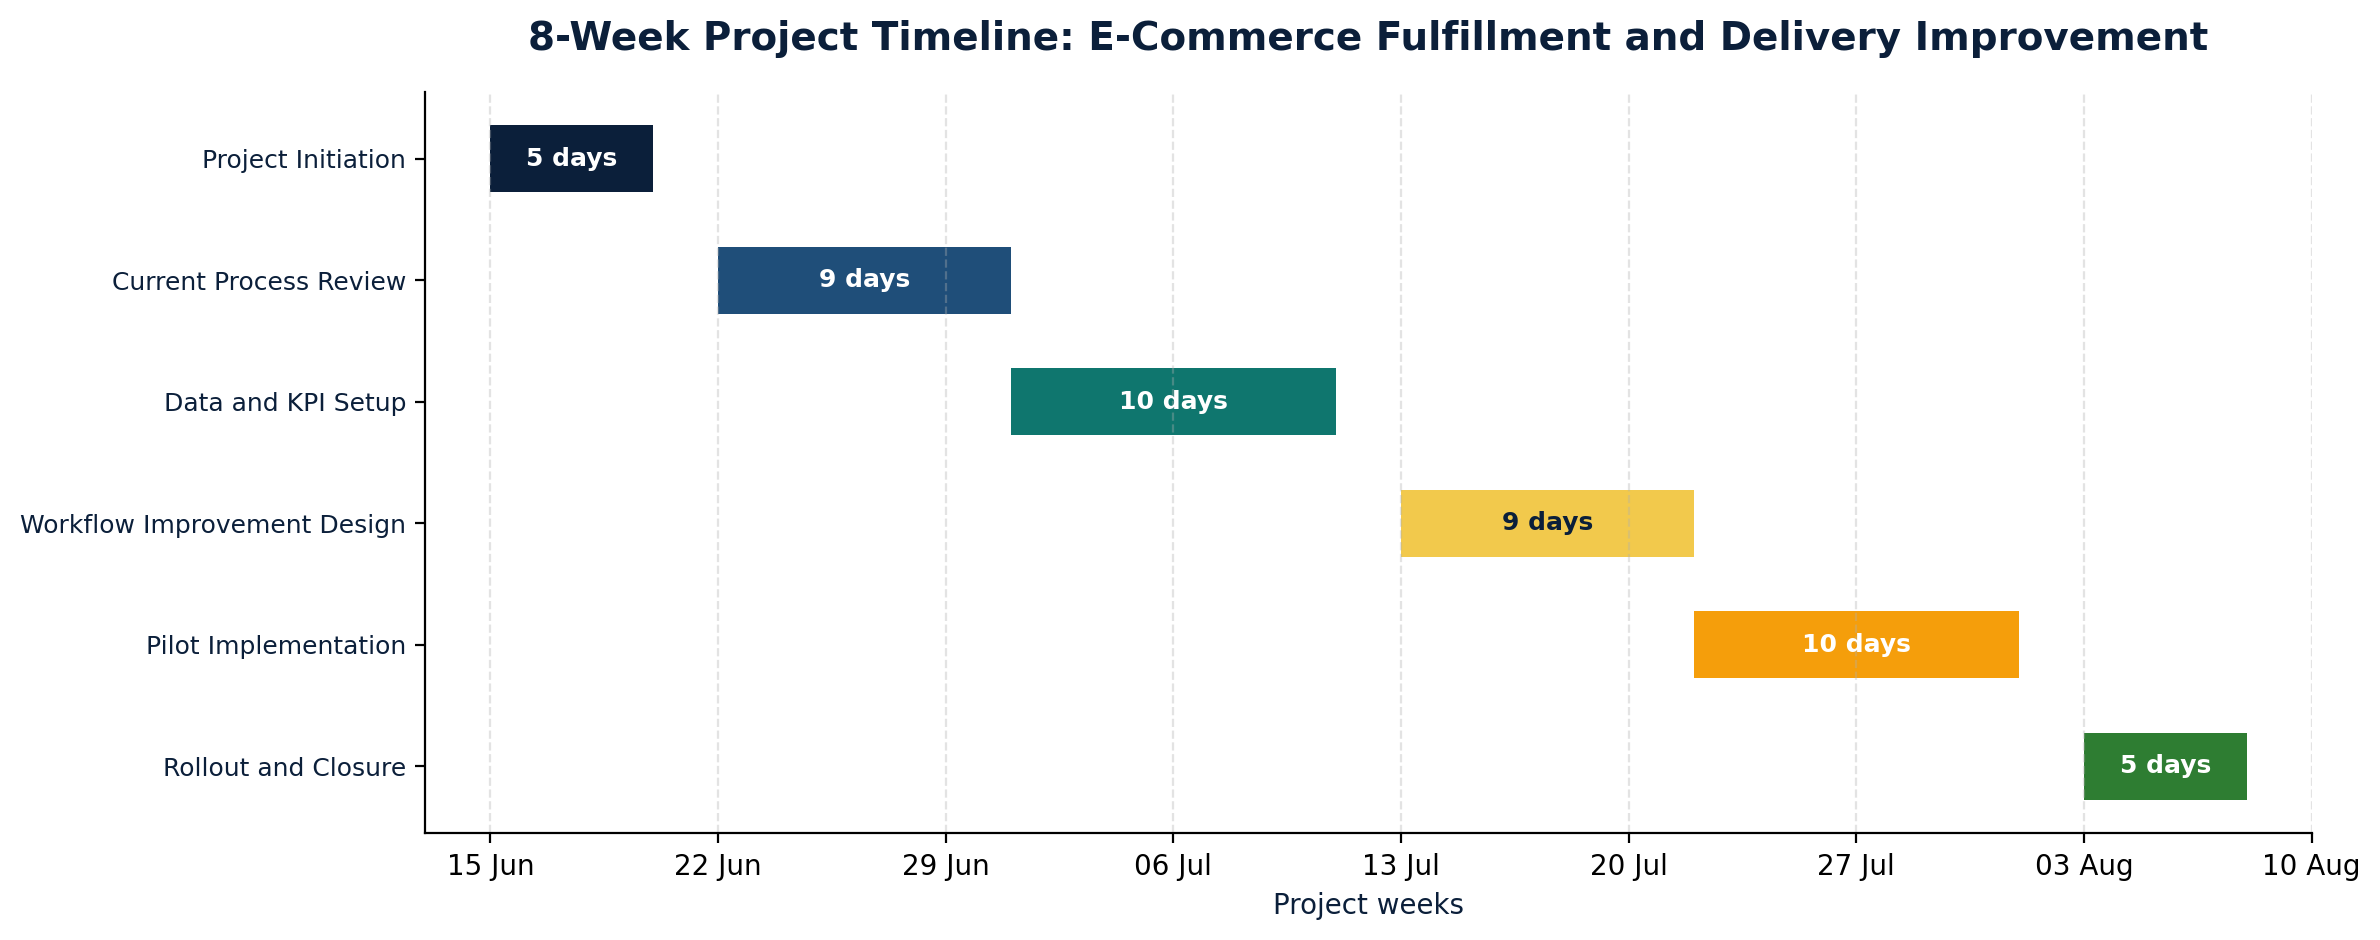 8-Week Project Timeline: E-Commerce Fulfillment and Delivery Improvement
Project Initiation
5 days
Current Process Review
9 days
Data and KPI Setup
10 days
Workflow Improvement Design
9 days
Pilot Implementation
10 days
Rollout and Closure
5 days
15 Jun
22 Jun
29 Jun
06 Jul
13 Jul
20 Jul
27 Jul
03 Aug
10 Aug
Project weeks